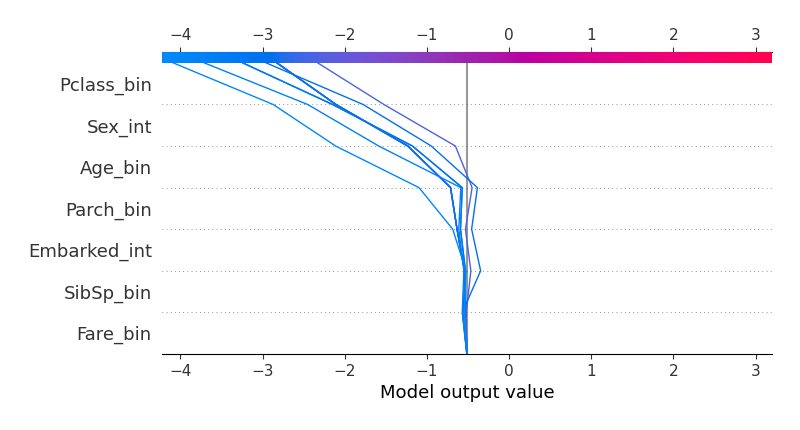 −4 −3 −2 −1 0 1 2 3
Pclass_bin
Sex_int
Age_bin
Parch_bin
Embarked_int
SibSp_bin
Fare_bin
−4 −3 −2 −1 0 1 2 3
Model output value